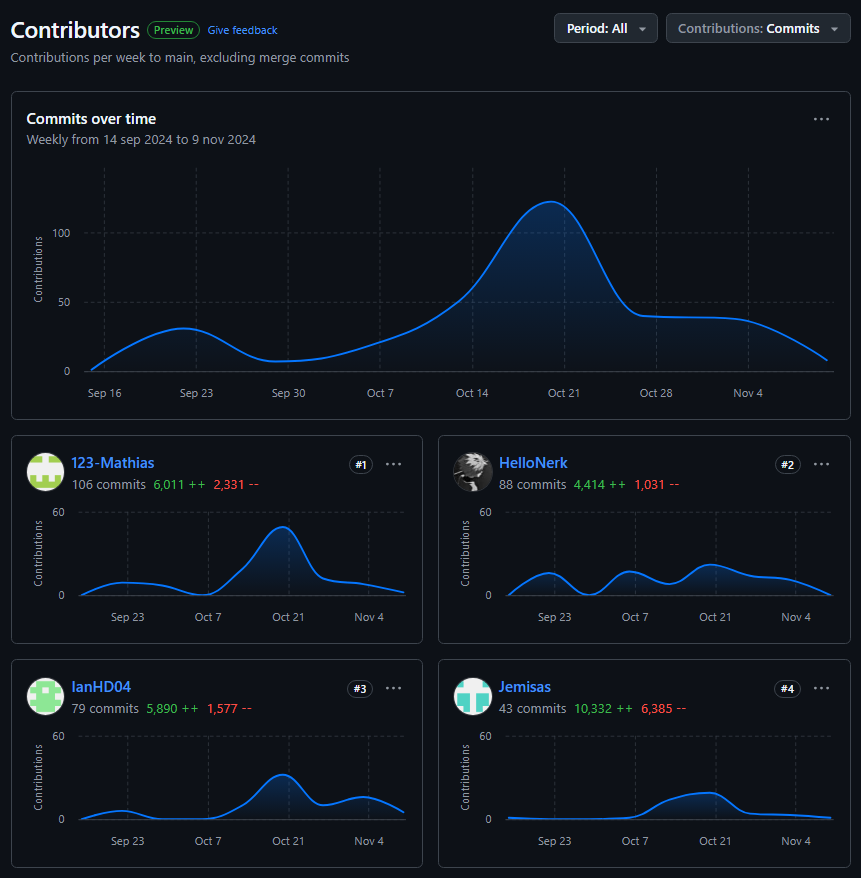 Contributors Preview Give feedback
Period: All
Contributions: Commits
Contributions per week to main, excluding merge commits
Commits over time
Weekly from 14 sep 2024 to 9 nov 2024
Contributions
100
50
0
Sep 16 Sep 23 Sep 30 Oct 7 Oct 14 Oct 21 Oct 28 Nov 4
123-Mathias #1
106 commits 6,011 ++ 2,331 --
Contributions
60
0
Sep 23 Oct 7 Oct 21 Nov 4
HelloNerk #2
88 commits 4,414 ++ 1,031 --
Contributions
60
0
Sep 23 Oct 7 Oct 21 Nov 4
IanHD04 #3
79 commits 5,890 ++ 1,577 --
Contributions
60
0
Sep 23 Oct 7 Oct 21 Nov 4
Jemisas #4
43 commits 10,332 ++ 6,385 --
Contributions
60
0
Sep 23 Oct 7 Oct 21 Nov 4